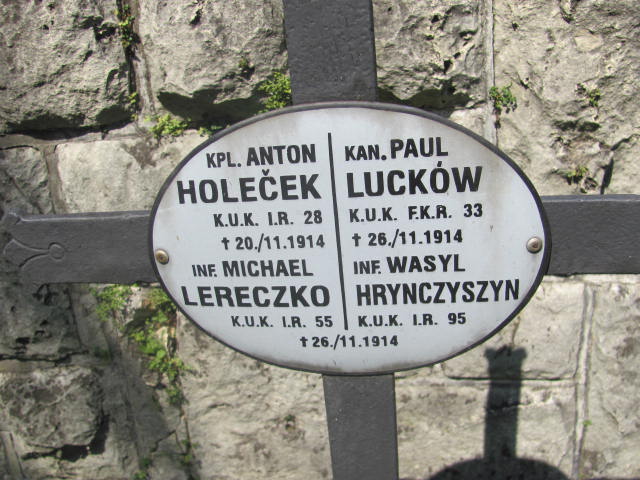 KPL. ANTON
HOLEČEK
K.U.K. I.R. 28
† 20./11.1914
INF. MICHAEL
LERECZKO
K.U.K. I.R. 55
KAN. PAUL
LUCKÓW
K.U.K. F.K.R. 33
† 26./11.1914
INF. WASYL
HRYNCZYSZYN
K.U.K. I.R. 95
† 26./11.1914